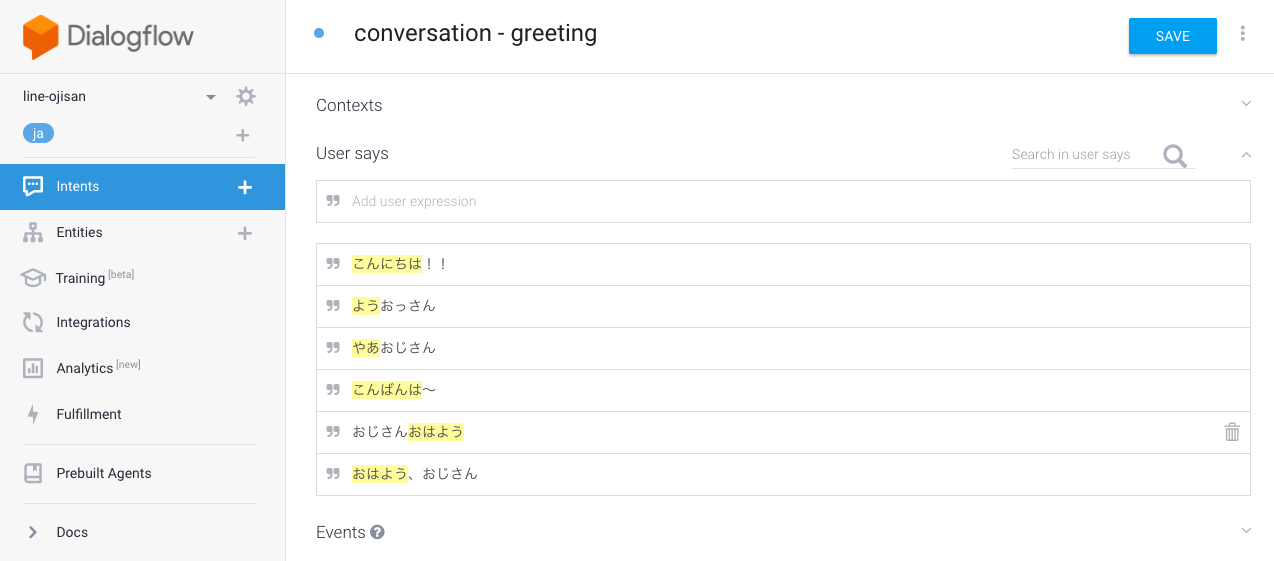 Dialogflow
line-ojisan
ja
Intents
Entities
Training [beta]
Integrations
Analytics [new]
Fulfillment
Prebuilt Agents
Docs
conversation - greeting
SAVE
Contexts
User says
Search in user says
Add user expression
こんにちは！！
ようおっさん
やあおじさん
こんばんは〜
おじさんおはよう
おはよう、おじさん
Events